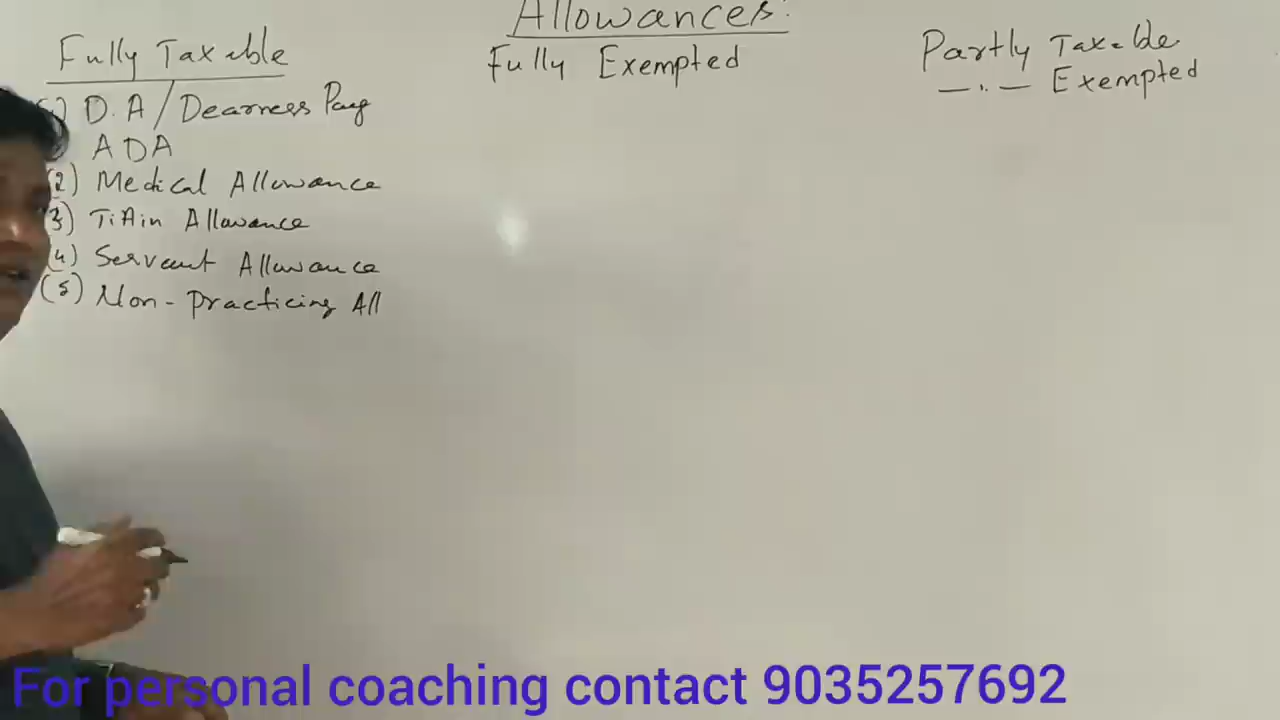 Allowances:
Fully Taxable
(1) D.A / Dearness Pay
ADA
(2) Medical Allowance
3) Tiffin Allowance
(4) Servant Allowance
(5) Non-Practicing All
Fully Exempted
Partly Taxable
—.— Exempted
For personal coaching contact 9035257692